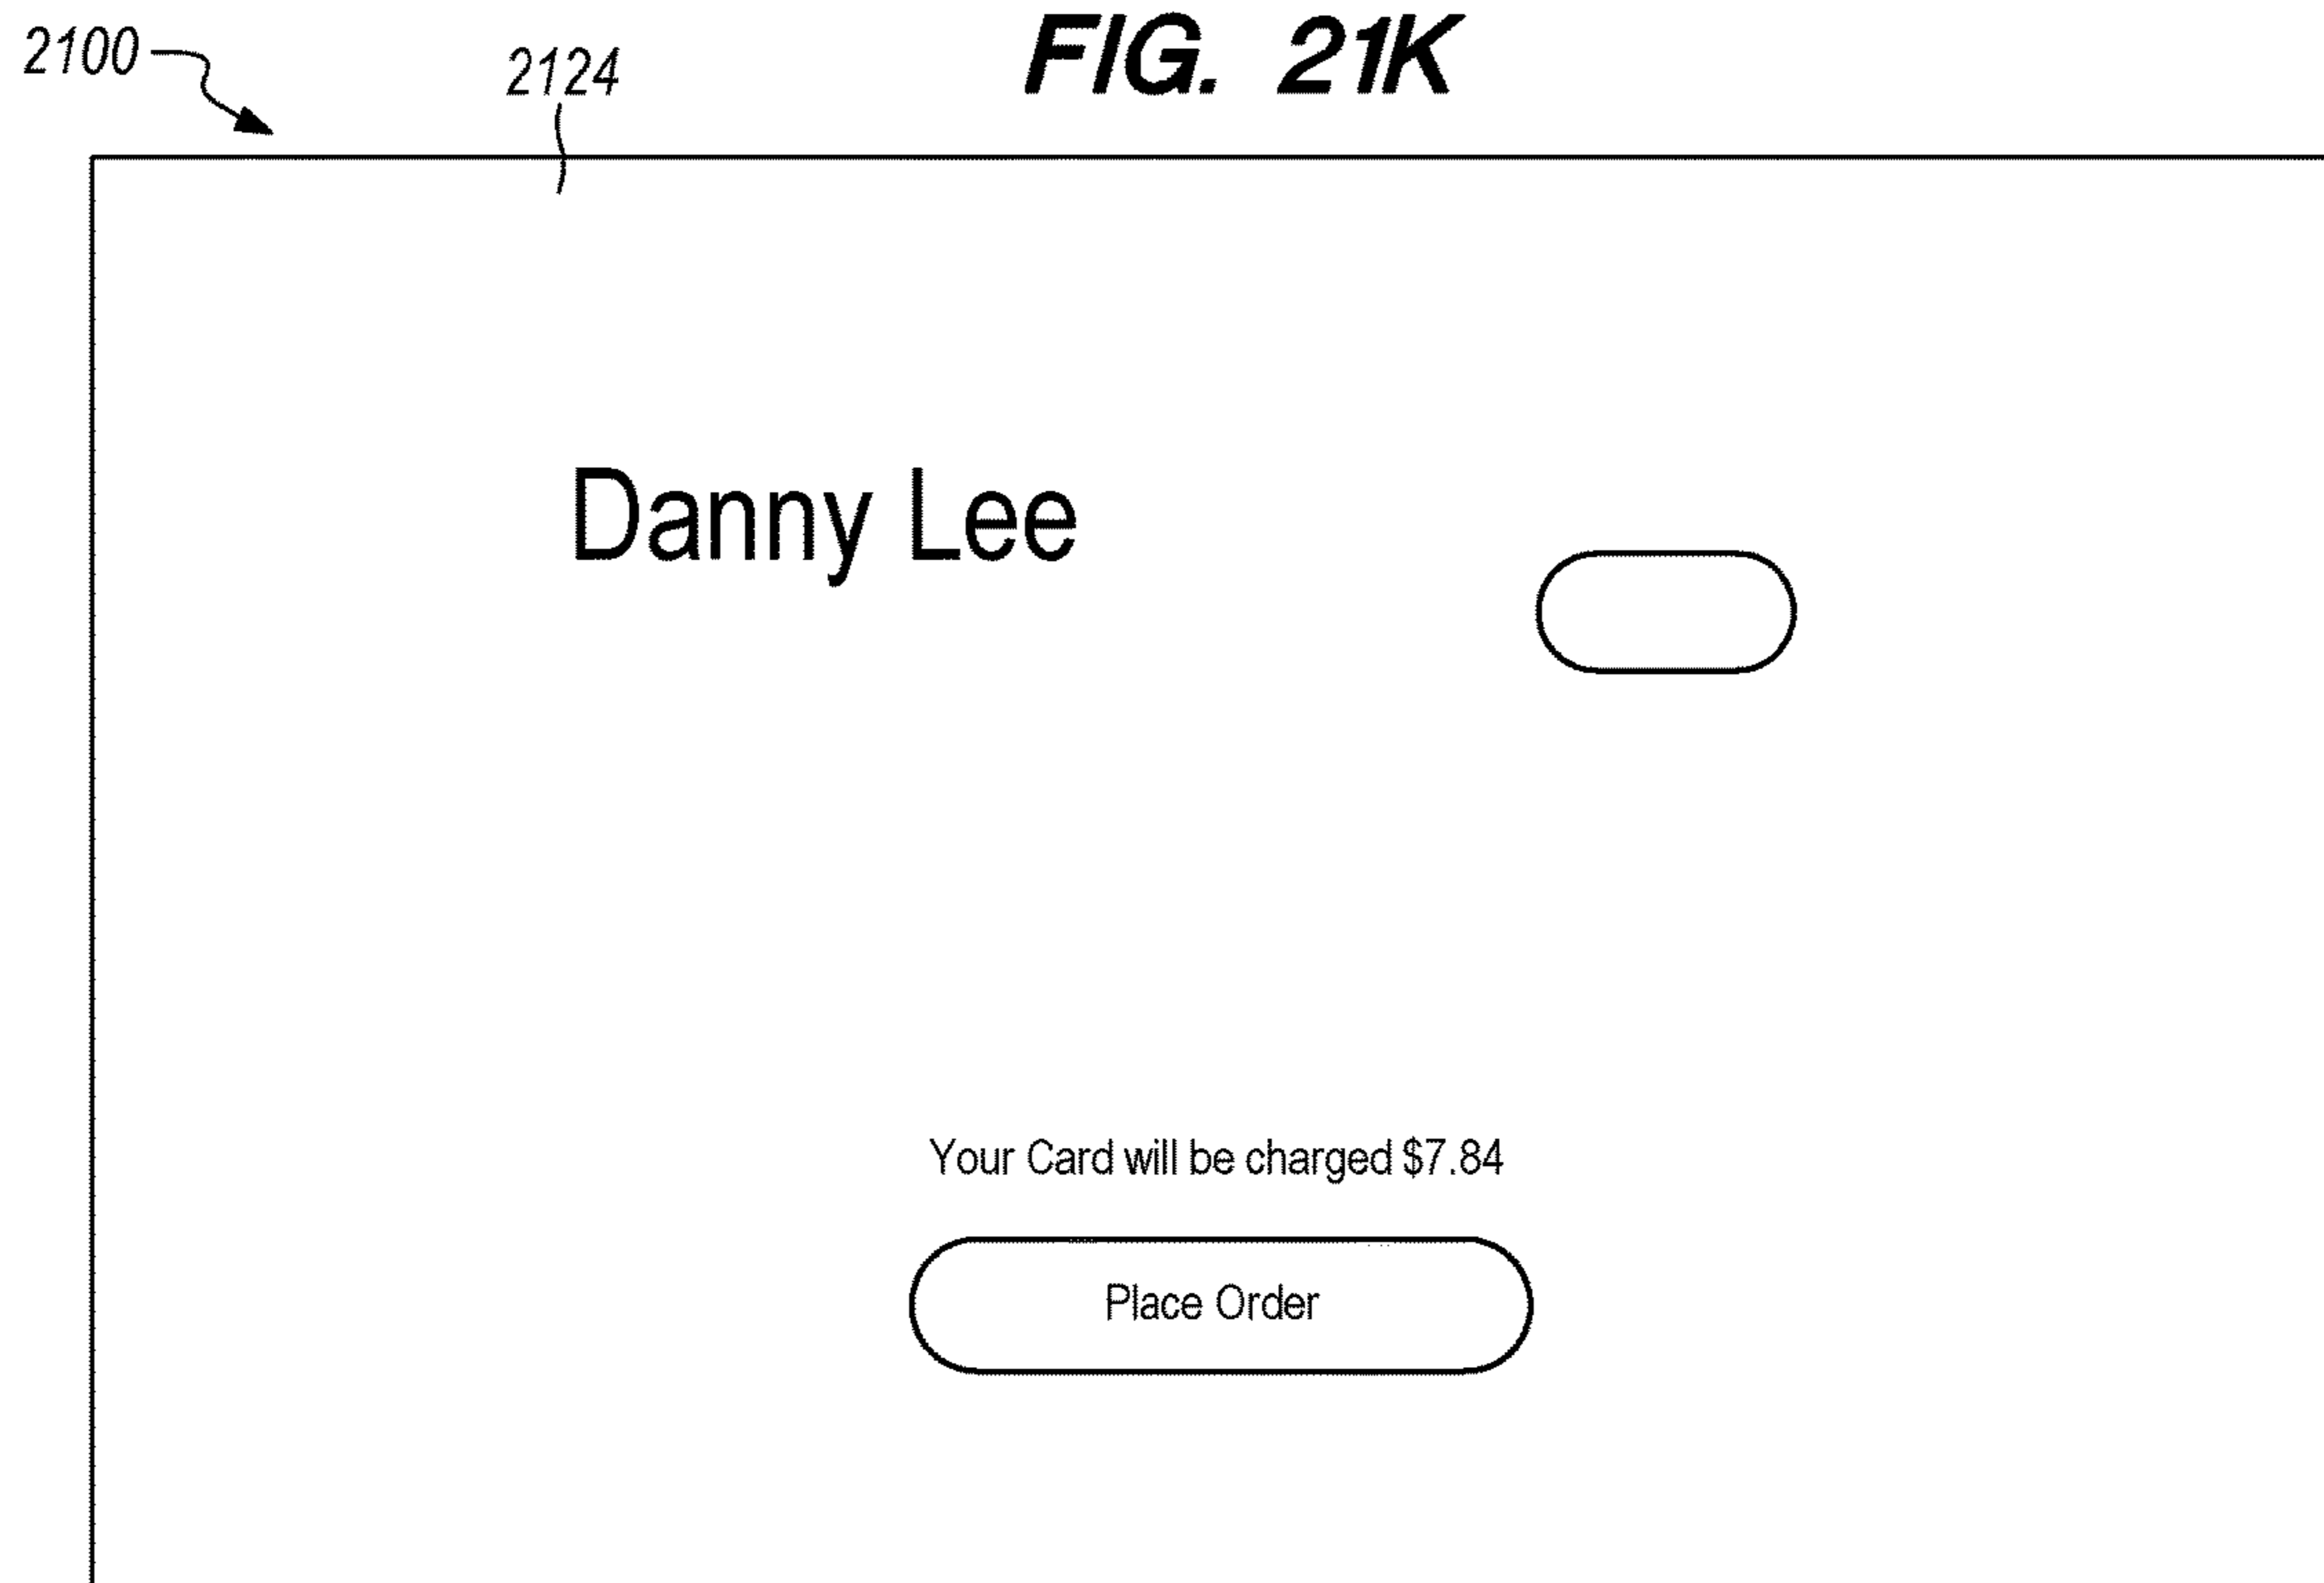 FIG. 21K
2100
2124
Danny Lee
Your Card will be charged $7.84
Place Order